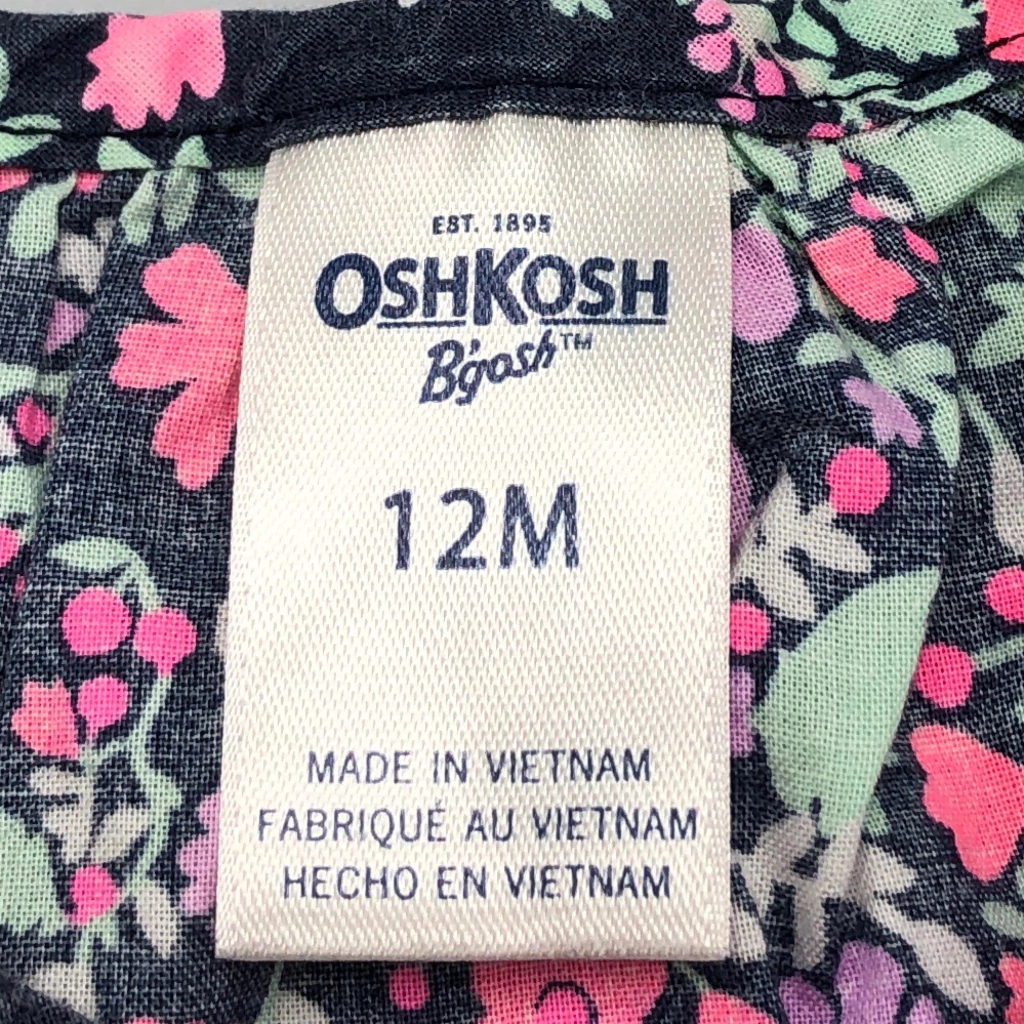 EST. 1895
OSHKOSH
B'gosh™
12M
MADE IN VIETNAM
FABRIQUÉ AU VIETNAM
HECHO EN VIETNAM